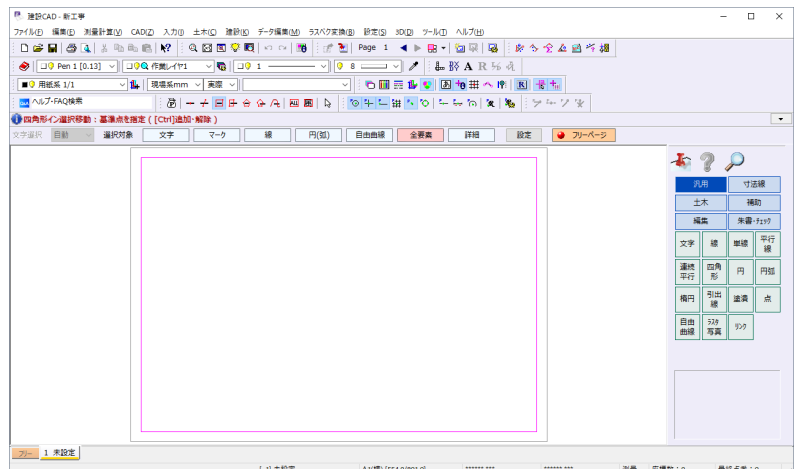 建設CAD - 新工事
ファイル(F) 編集(E) 測量計算(V) CAD(Z) 入力(I) 土木(C) 建設(K) データ編集(M) ラスベク変換(B) 設定(S) 3D(D) ツール(T) ヘルプ(H)
Page 1
Pen 1 [0.13] 作業レイヤ1 1 8 A R
用紙系 1/1 現場系mm 実際
ヘルプ・FAQ検索
四角形イン選択移動：基準点を指定 ( [Ctrl]追加・解除 )
文字選択 自動 選択対象 文字 マーク 線 円(弧) 自由曲線 全要素 詳細 設定 フリーページ
汎用 寸法線
土木 補助
編集 朱書・チェック
文字 線 単線 平行線
連続平行 四角形 円 円弧
楕円 引出線 塗潰 点
自由曲線 ラスタ写真 リンク
フリー 1 未設定